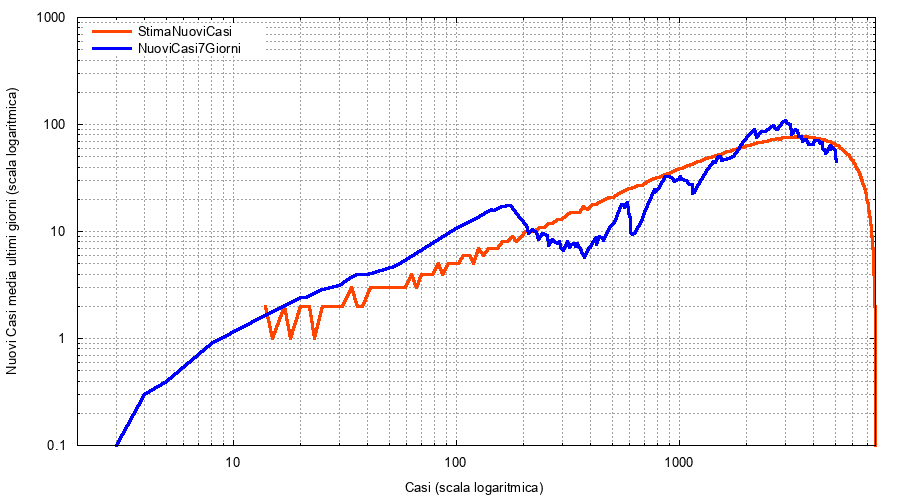 1000
StimaNuoviCasi
NuoviCasi7Giorni
100
10
1
0.1
Nuovi Casi media ultimi giorni (scala logaritmica)
10 100 1000
Casi (scala logaritmica)